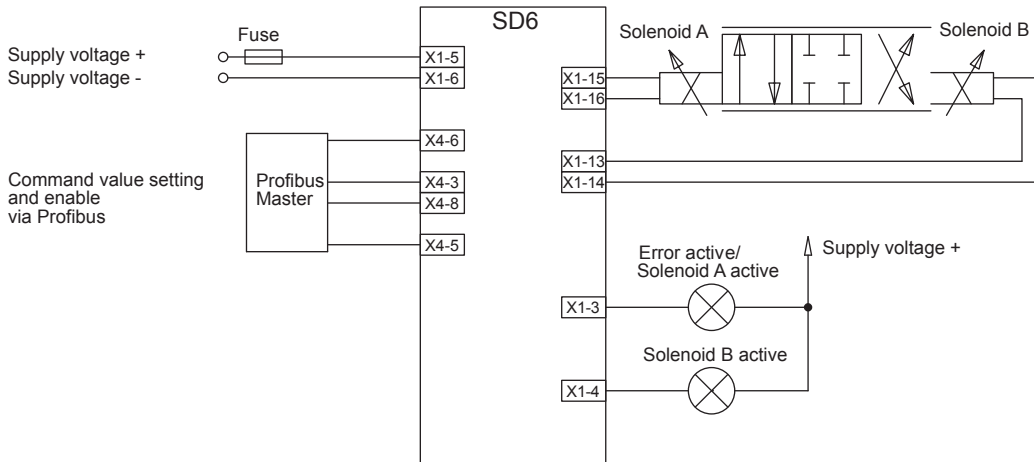 SD6
Fuse
Supply voltage +
Supply voltage -
X1-5
X1-6
Command value setting
and enable
via Profibus
Profibus
Master
X4-6
X4-3
X4-8
X4-5
Solenoid A
Solenoid B
X1-15
X1-16
X1-13
X1-14
Error active/
Solenoid A active
Supply voltage +
X1-3
Solenoid B active
X1-4